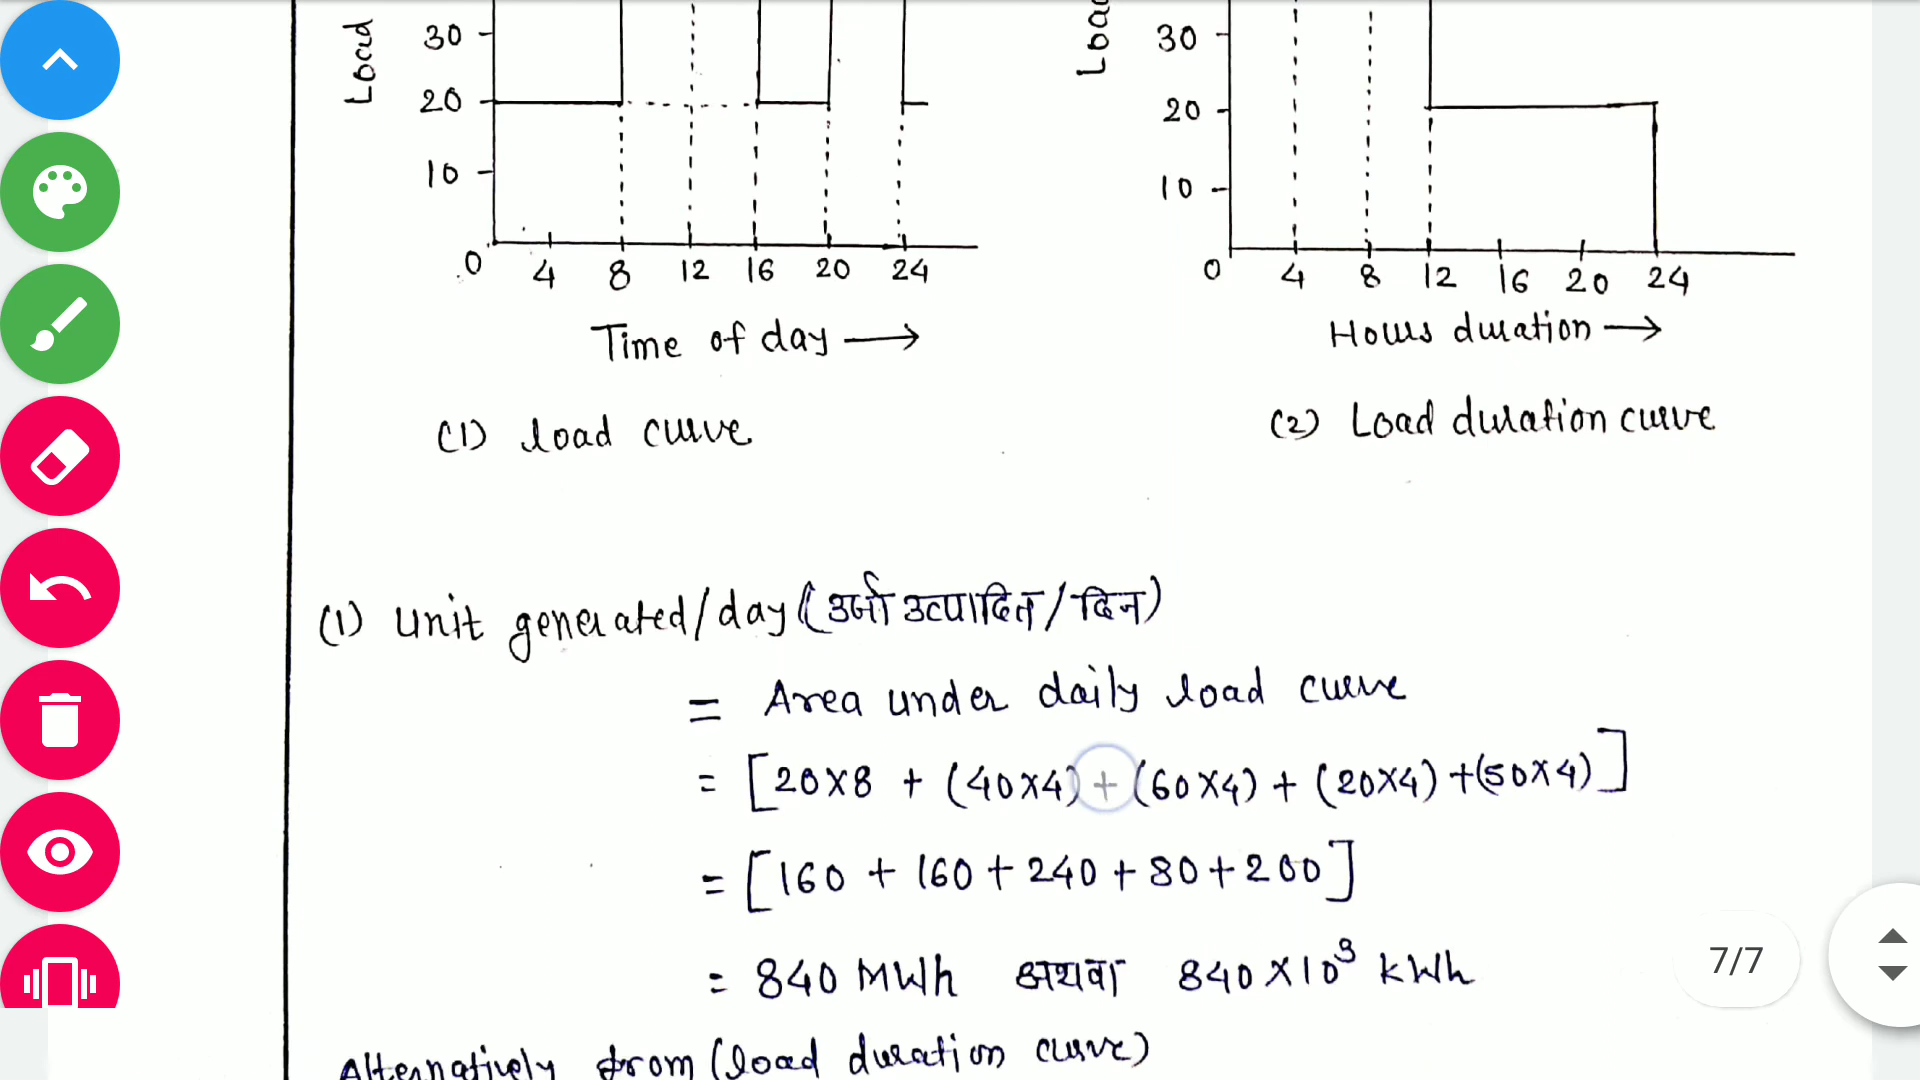 Load
30
20
10
0 4 8 12 16 20 24
Time of day →
(1) load curve
30
20
10
0 4 8 12 16 20 24
Hours duration →
(2) Load duration curve
(1) unit generated/day (उर्जा उत्पादित/दिन)
= Area under daily load curve
= [20×8 + (40×4) + (60×4) + (20×4) + (50×4)]
= [160 + 160 + 240 + 80 + 200]
= 840 MWh अथवा 840×10³ kWh
Alternatively from (load duration curve)
7/7